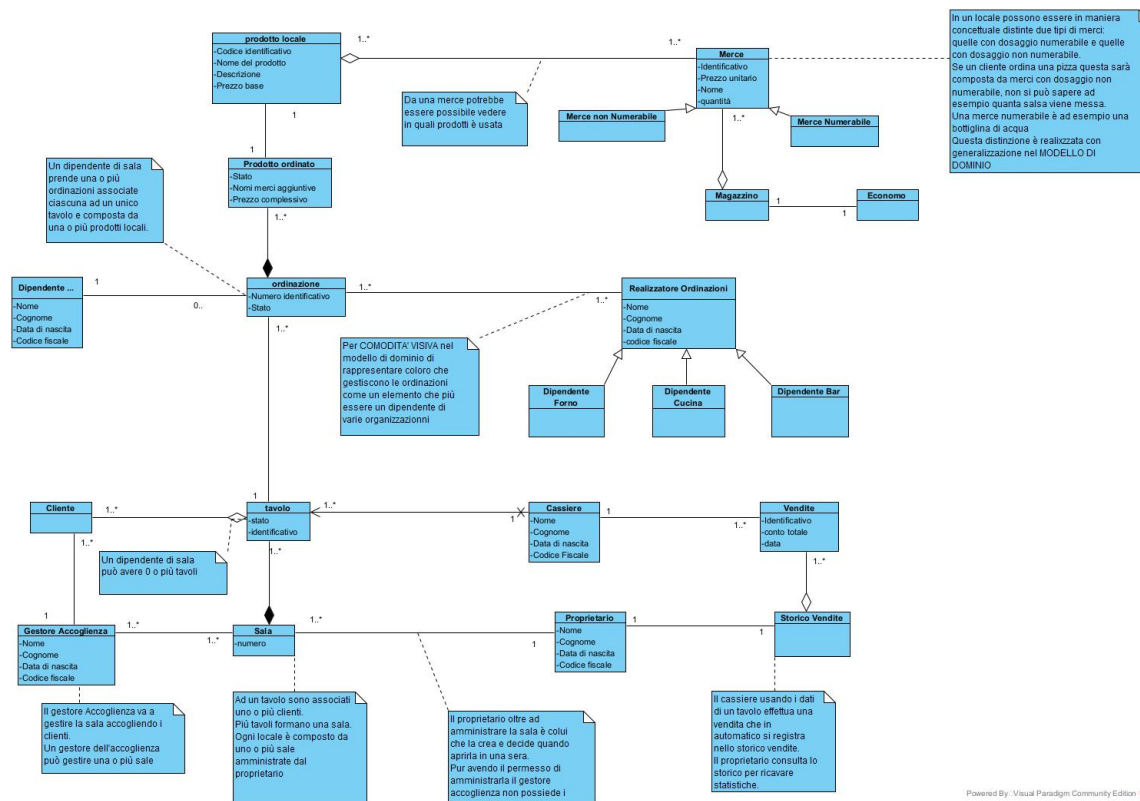 In un locale possono essere in maniera
concettuale distinte due tipi di merci:
quelle con dosaggio numerabile e quelle
con dosaggio non numerabile.
Se un cliente ordina una pizza questa sarà
composta da merci con dosaggio non
numerabile, non si può sapere ad
esempio quanta salsa viene messa.
Una merce numerabile è ad esempio una
bottiglina di acqua
Questa distinzione è realixzzata con
generalizzazione nel MODELLO DI
DOMINIO
prodotto locale
-Codice identificativo
-Nome del prodotto
-Descrizione
-Prezzo base
1..*
1..*
Merce
-Identificativo
-Prezzo unitario
-Nome
-quantità
Da una merce potrebbe
essere possibile vedere
in quali prodotti è usata
Merce non Numerabile
Merce Numerabile
1..*
1
1
Un dipendente di sala
prende una o più
ordinazioni associate
ciascuna ad un unico
tavolo e composta da
una o più prodotti locali.
Prodotto ordinato
-Stato
-Nomi merci aggiuntive
-Prezzo complessivo
1..*
Magazzino
1
1
Economo
Dipendente ...
-Nome
-Cognome
-Data di nascita
-Codice fiscale
1
0..
ordinazione
-Numero identificativo
-Stato
1..*
1..*
1..*
Realizzatore Ordinazioni
-Nome
-Cognome
-Data di nascita
-codice fiscale
Per COMODITA' VISIVA nel
modello di dominio di
rappresentare coloro che
gestiscono le ordinazioni
come un elemento che più
essere un dipendente di
varie organizzazionni
Dipendente
Forno
Dipendente
Cucina
Dipendente Bar
Cliente
1..*
1..*
1
tavolo
-stato
-identificativo
1..*
1..*
1
Cassiere
-Nome
-Cognome
-Data di nascita
-Codice Fiscale
1
1..*
Vendite
-Identificativo
-conto totale
-data
1..*
Un dipendente di sala
può avere 0 o più tavoli
1
Gestore Accoglienza
-Nome
-Cognome
-Data di nascita
-Codice fiscale
1..*
1..*
Sala
-numero
1..*
1
Proprietario
-Nome
-Cognome
-Data di nascita
-Codice fiscale
1
1
Storico Vendite
Il gestore Accoglienza va a
gestire la sala accogliendo i
clienti.
Un gestore dell'accoglienza
può gestire una o più sale
Ad un tavolo sono associati
uno o più clienti.
Più tavoli formano una sala.
Ogni locale è composto da
uno o più sale
amministrate dal
proprietario
Il proprietario oltre ad
amministrare la sala è colui
che la crea e decide quando
aprirla in una sera.
Pur avendo il permesso di
amministrarla il gestore
accoglienza non possiede i
Il cassiere usando i dati
di un tavolo effettua una
vendita che in
automatico si registra
nello storico vendite.
Il proprietario consulta lo
storico per ricavare
statistiche.
Powered By: Visual Paradigm Community Edition